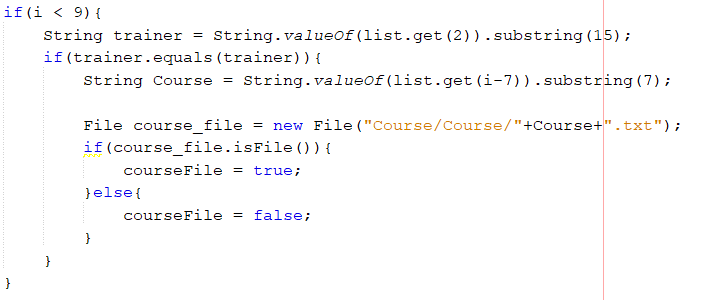 if(i < 9){
String trainer = String.valueOf(list.get(2)).substring(15);
if(trainer.equals(trainer)){
String Course = String.valueOf(list.get(i-7)).substring(7);
File course_file = new File("Course/Course/"+Course+".txt");
if(course_file.isFile()){
courseFile = true;
}else{
courseFile = false;
}
}
}